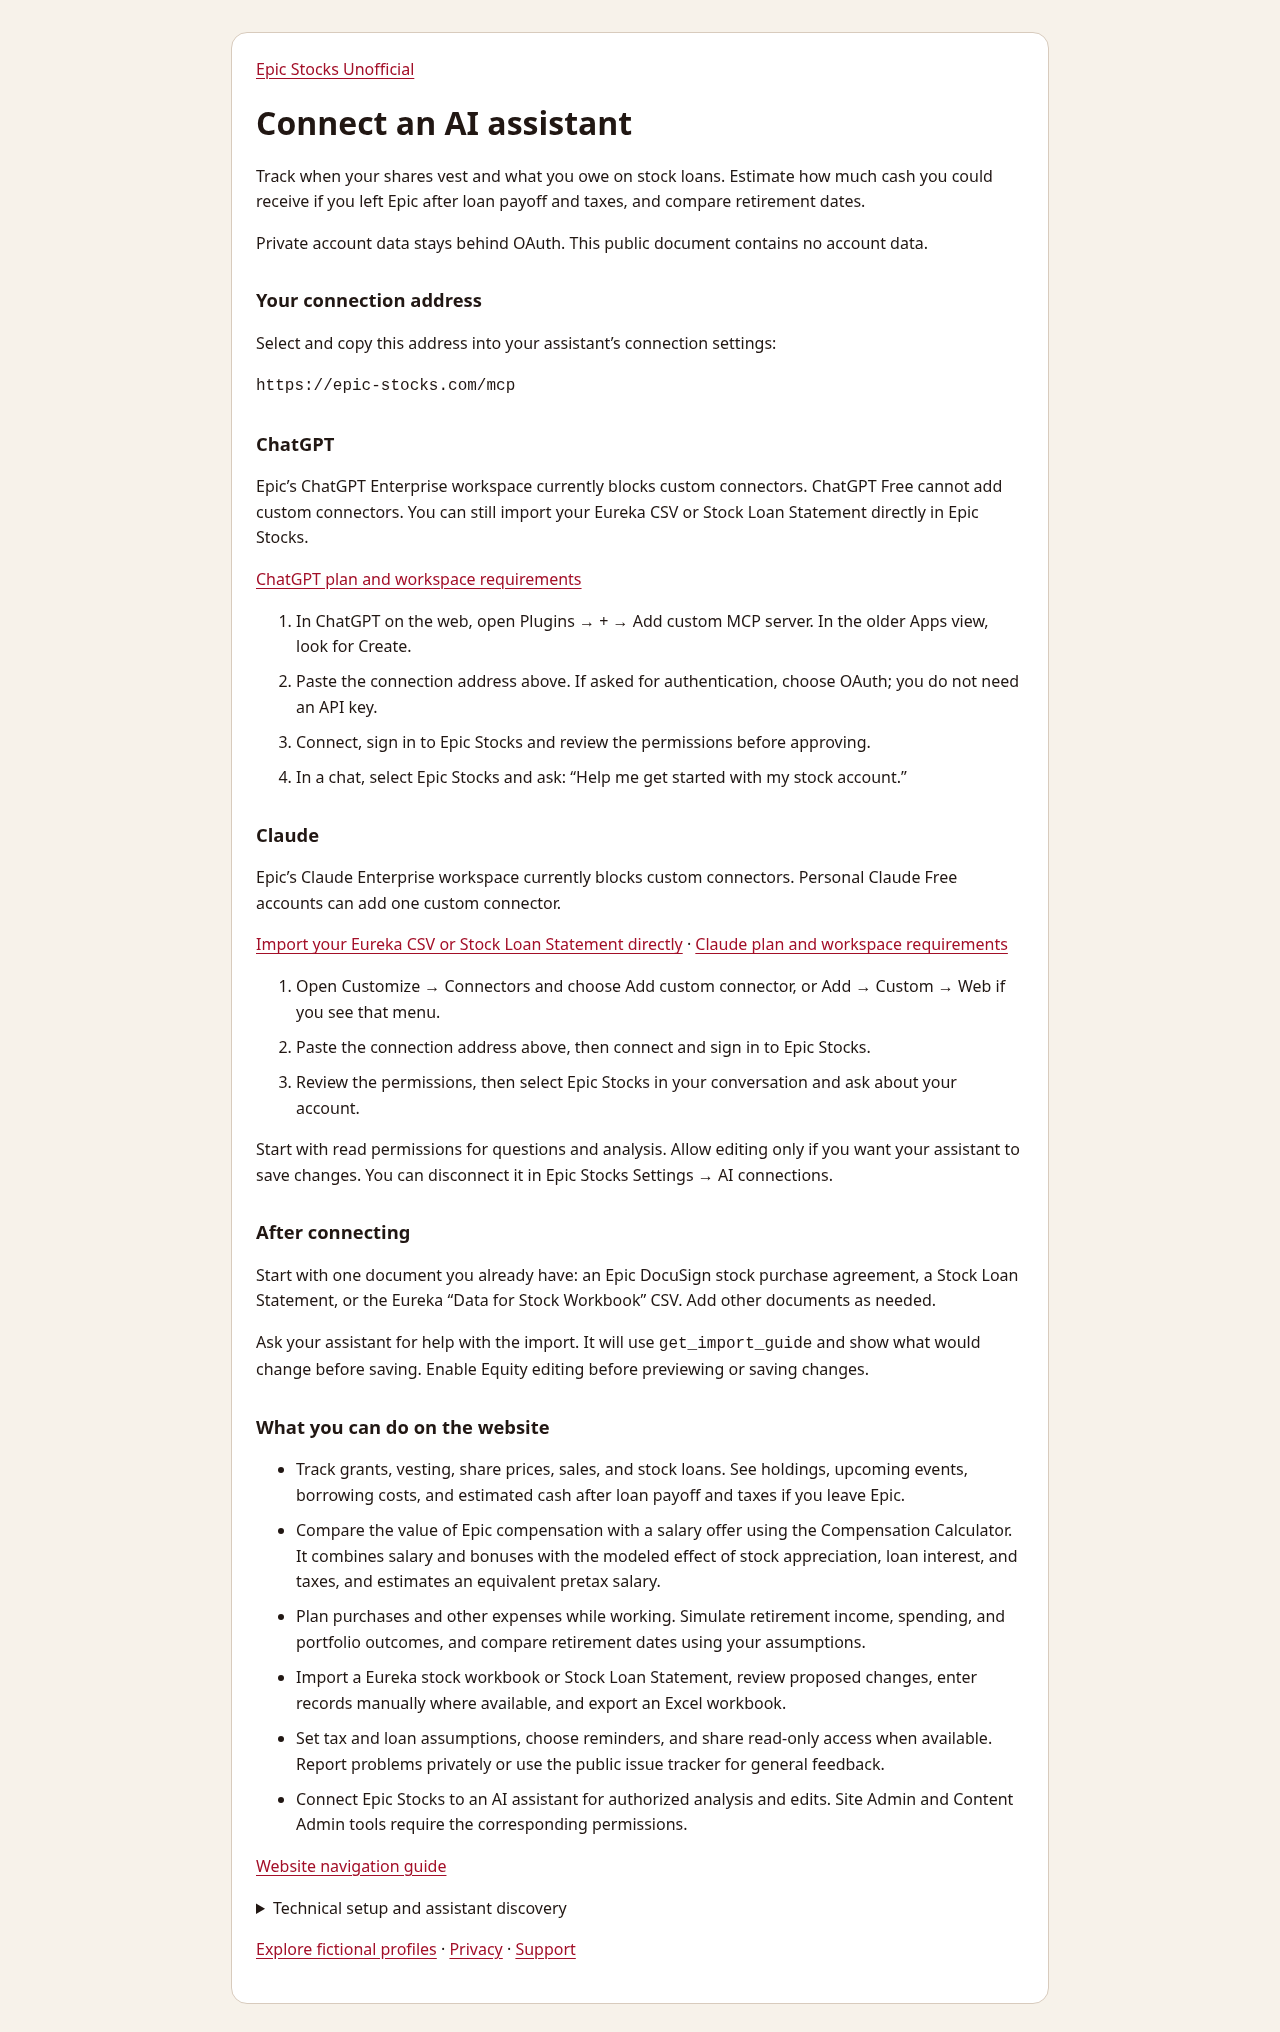 Epic Stocks Unofficial
Connect an AI assistant
Track when your shares vest and what you owe on stock loans. Estimate how much cash you could
receive if you left Epic after loan payoff and taxes, and compare retirement dates.
Private account data stays behind OAuth. This public document contains no account data.
Your connection address
Select and copy this address into your assistant’s connection settings:
https://epic-stocks.com/mcp
ChatGPT
Epic’s ChatGPT Enterprise workspace currently blocks custom connectors. ChatGPT Free cannot add
custom connectors. You can still import your Eureka CSV or Stock Loan Statement directly in Epic
Stocks.
ChatGPT plan and workspace requirements
1. In ChatGPT on the web, open Plugins → + → Add custom MCP server. In the older Apps view,
look for Create.
2. Paste the connection address above. If asked for authentication, choose OAuth; you do not need
an API key.
3. Connect, sign in to Epic Stocks and review the permissions before approving.
4. In a chat, select Epic Stocks and ask: “Help me get started with my stock account.”
Claude
Epic’s Claude Enterprise workspace currently blocks custom connectors. Personal Claude Free
accounts can add one custom connector.
Import your Eureka CSV or Stock Loan Statement directly · Claude plan and workspace requirements
1. Open Customize → Connectors and choose Add custom connector, or Add → Custom → Web if
you see that menu.
2. Paste the connection address above, then connect and sign in to Epic Stocks.
3. Review the permissions, then select Epic Stocks in your conversation and ask about your
account.
Start with read permissions for questions and analysis. Allow editing only if you want your assistant to
save changes. You can disconnect it in Epic Stocks Settings → AI connections.
After connecting
Start with one document you already have: an Epic DocuSign stock purchase agreement, a Stock Loan
Statement, or the Eureka “Data for Stock Workbook” CSV. Add other documents as needed.
Ask your assistant for help with the import. It will use get_import_guide and show what would
change before saving. Enable Equity editing before previewing or saving changes.
What you can do on the website
• Track grants, vesting, share prices, sales, and stock loans. See holdings, upcoming events,
borrowing costs, and estimated cash after loan payoff and taxes if you leave Epic.
• Compare the value of Epic compensation with a salary offer using the Compensation Calculator.
It combines salary and bonuses with the modeled effect of stock appreciation, loan interest, and
taxes, and estimates an equivalent pretax salary.
• Plan purchases and other expenses while working. Simulate retirement income, spending, and
portfolio outcomes, and compare retirement dates using your assumptions.
• Import a Eureka stock workbook or Stock Loan Statement, review proposed changes, enter
records manually where available, and export an Excel workbook.
• Set tax and loan assumptions, choose reminders, and share read-only access when available.
Report problems privately or use the public issue tracker for general feedback.
• Connect Epic Stocks to an AI assistant for authorized analysis and edits. Site Admin and Content
Admin tools require the corresponding permissions.
Website navigation guide
▶ Technical setup and assistant discovery
Explore fictional profiles · Privacy · Support